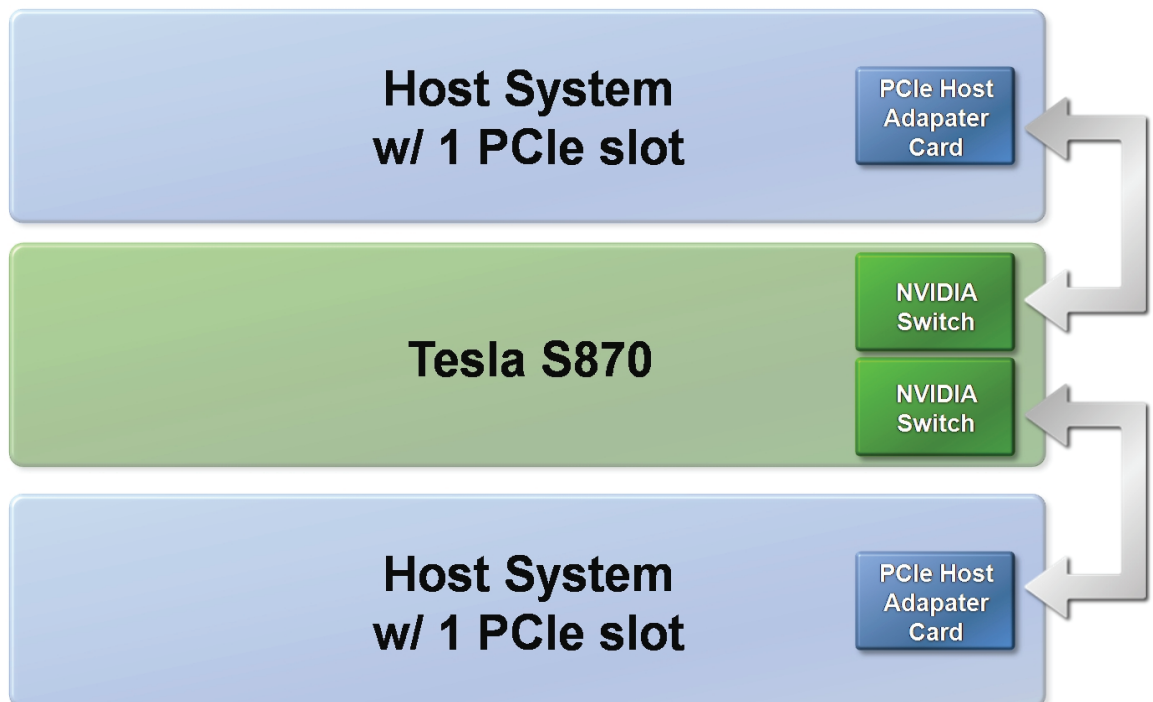 Host System
w/ 1 PCIe slot
PCIe Host
Adapater
Card
Tesla S870
NVIDIA
Switch
NVIDIA
Switch
Host System
w/ 1 PCIe slot
PCIe Host
Adapater
Card